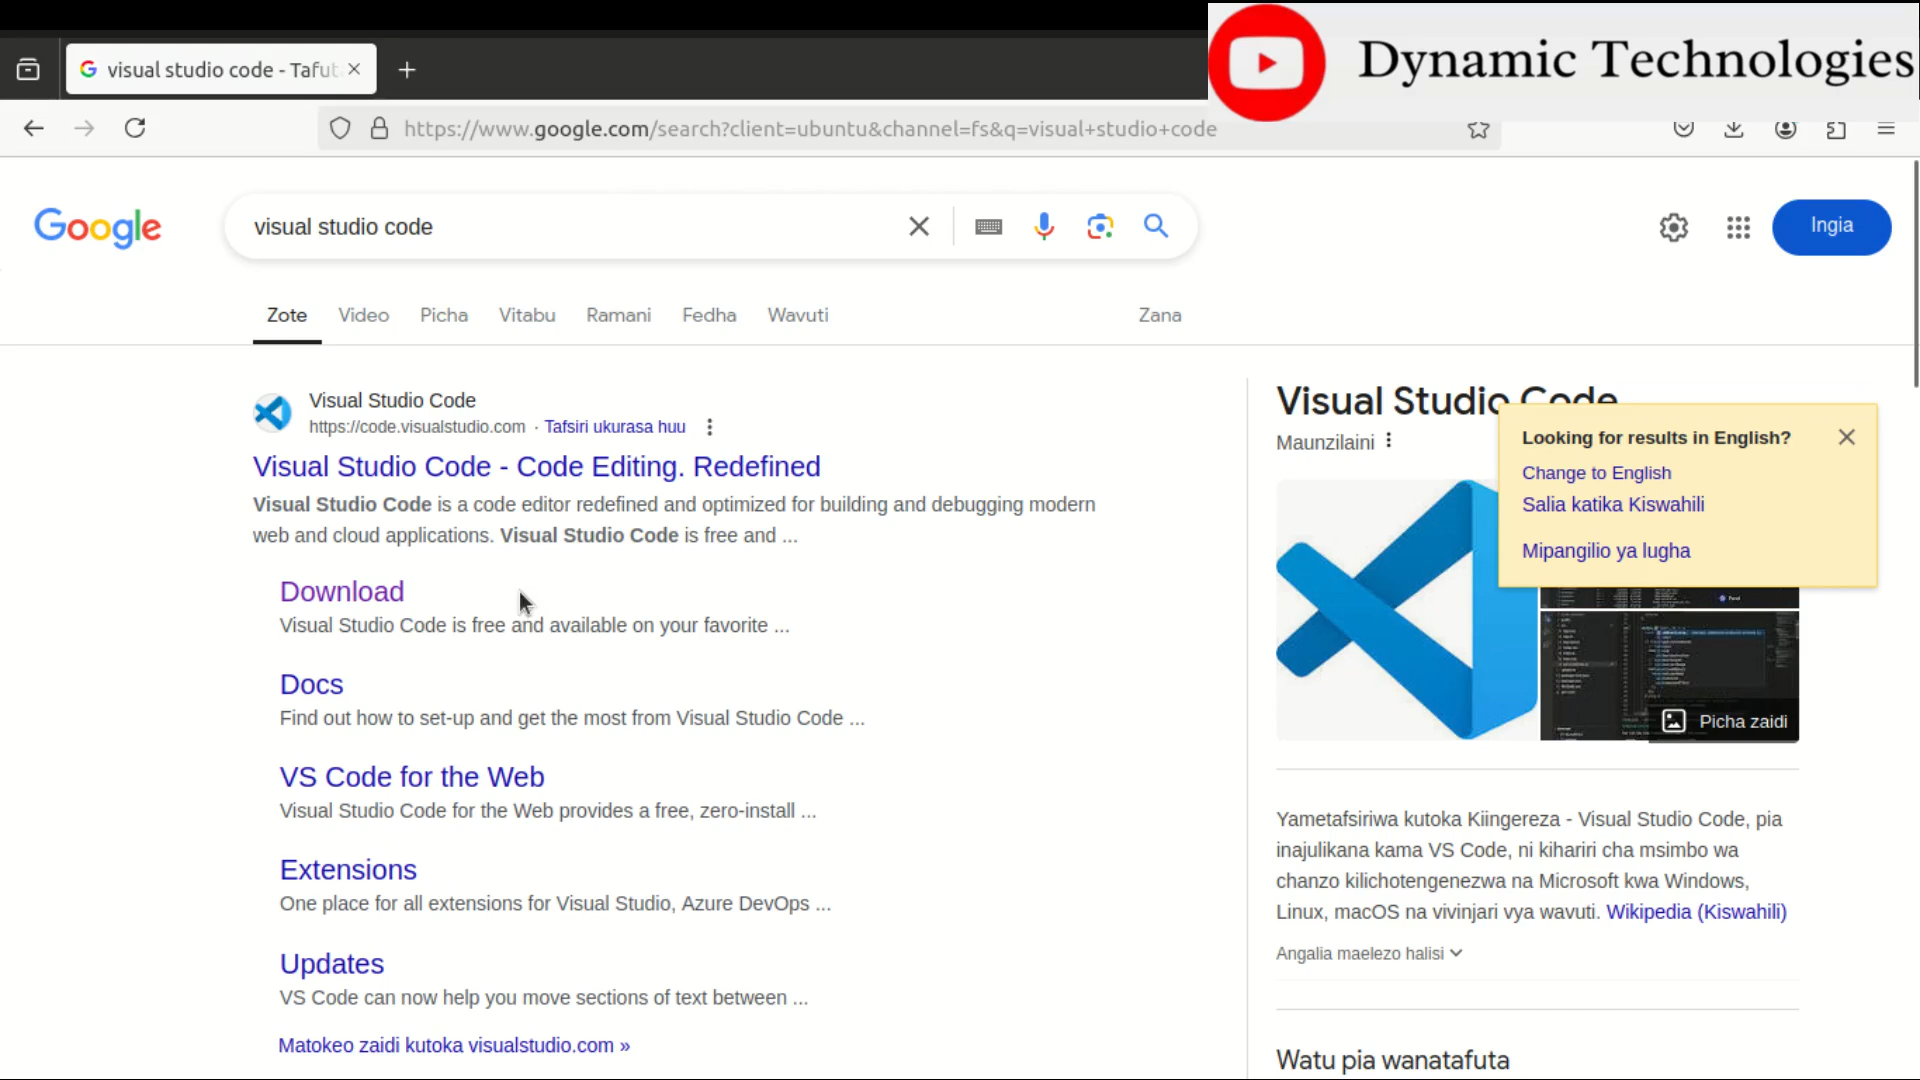 Dynamic Technologies
visual studio code - Tafut
https://www.google.com/search?client=ubuntu&channel=fs&q=visual+studio+code
Google
visual studio code
Ingia
Zote
Video
Picha
Vitabu
Ramani
Fedha
Wavuti
Zana
Visual Studio Code
https://code.visualstudio.com · Tafsiri ukurasa huu
Visual Studio Code - Code Editing. Redefined
Visual Studio Code is a code editor redefined and optimized for building and debugging modern
web and cloud applications. Visual Studio Code is free and ...
Download
Visual Studio Code is free and available on your favorite ...
Docs
Find out how to set-up and get the most from Visual Studio Code ...
VS Code for the Web
Visual Studio Code for the Web provides a free, zero-install ...
Extensions
One place for all extensions for Visual Studio, Azure DevOps ...
Updates
VS Code can now help you move sections of text between ...
Matokeo zaidi kutoka visualstudio.com »
Visual Studio Code
Maunzilaini
Looking for results in English?
Change to English
Salia katika Kiswahili
Mipangilio ya lugha
Picha zaidi
Yametafsiriwa kutoka Kiingereza - Visual Studio Code, pia
inajulikana kama VS Code, ni kihariri cha msimbo wa
chanzo kilichotengenezwa na Microsoft kwa Windows,
Linux, macOS na vivinjari vya wavuti. Wikipedia (Kiswahili)
Angalia maelezo halisi
Watu pia wanatafuta